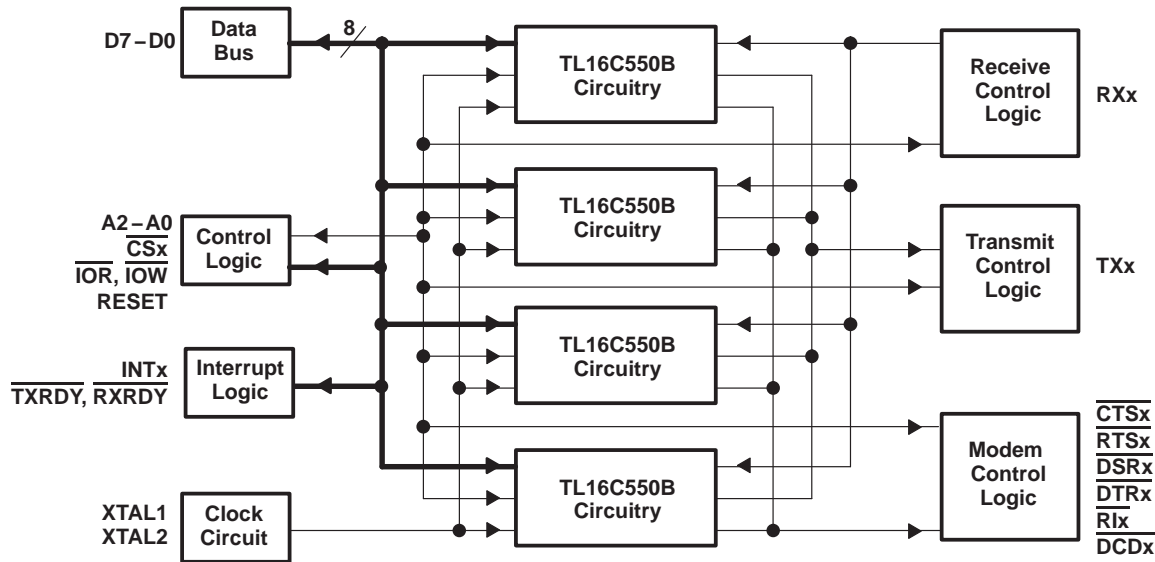 D7–D0
Data
Bus
8
TL16C550B
Circuitry
Receive
Control
Logic
RXx
TL16C550B
Circuitry
A2–A0
CSx
IOR, IOW
RESET
Control
Logic
Transmit
Control
Logic
TXx
TL16C550B
Circuitry
INTx
TXRDY, RXRDY
Interrupt
Logic
TL16C550B
Circuitry
Modem
Control
Logic
CTSx
RTSx
DSRx
DTRx
RIx
DCDx
XTAL1
XTAL2
Clock
Circuit